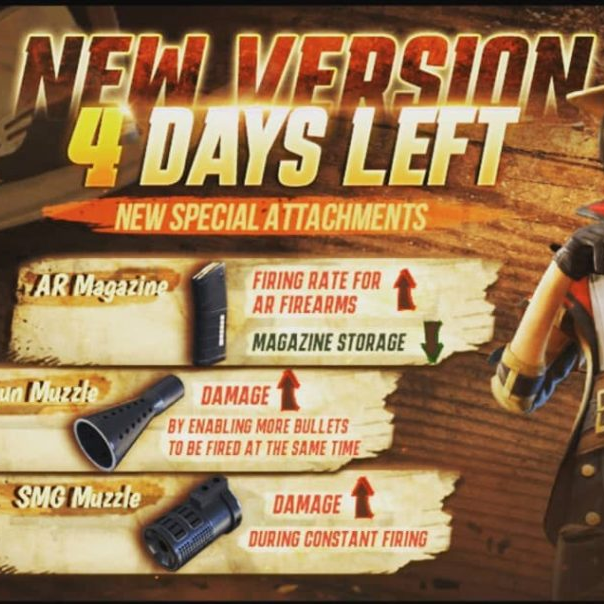 NEW VERSION
4 DAYS LEFT
NEW SPECIAL ATTACHMENTS
AR Magazine
FIRING RATE FOR
AR FIREARMS
MAGAZINE STORAGE
un Muzzle
DAMAGE
BY ENABLING MORE BULLETS
TO BE FIRED AT THE SAME TIME
SMG Muzzle
DAMAGE
DURING CONSTANT FIRING